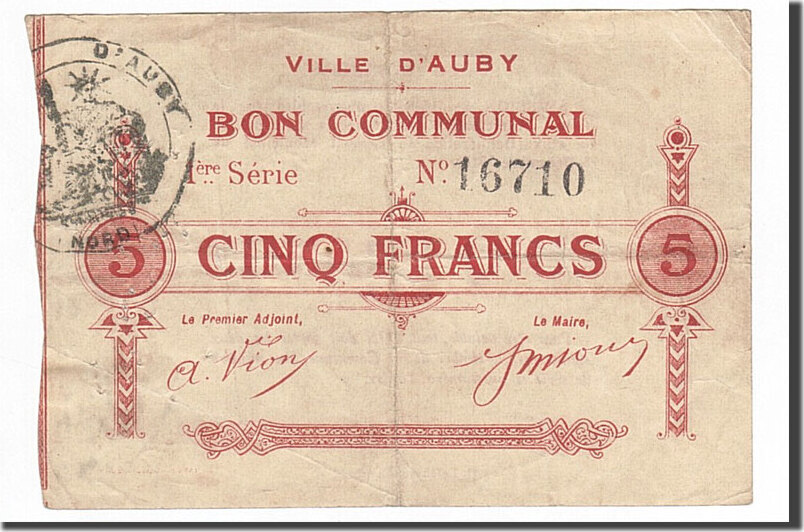 VILLE D'AUBY
D'AUBY
BON COMMUNAL
1ère Série N° 16710
(NORD)
5 CINQ FRANCS 5
Le Premier Adjoint, Le Maire,
A. Vion